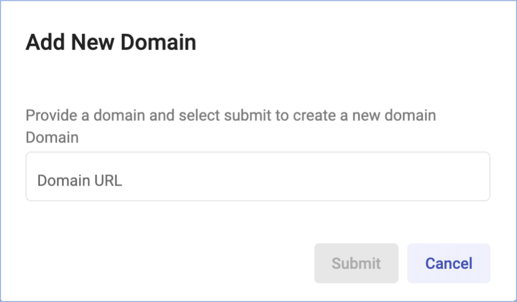 Add New Domain
Provide a domain and select submit to create a new domain
Domain
Domain URL
Submit
Cancel